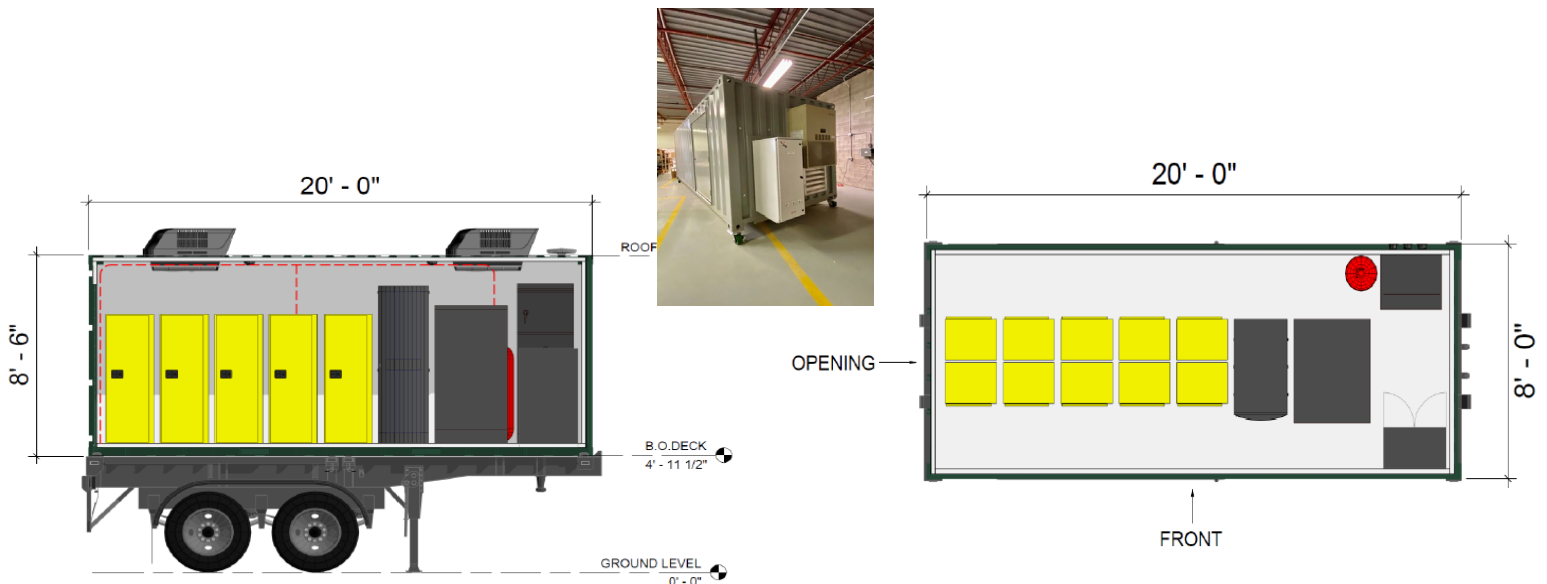 20' - 0"
8' - 6"
ROOF
B.O.DECK
4' - 11 1/2"
GROUND LEVEL
0' - 0"
20' - 0"
8' - 0"
OPENING
FRONT